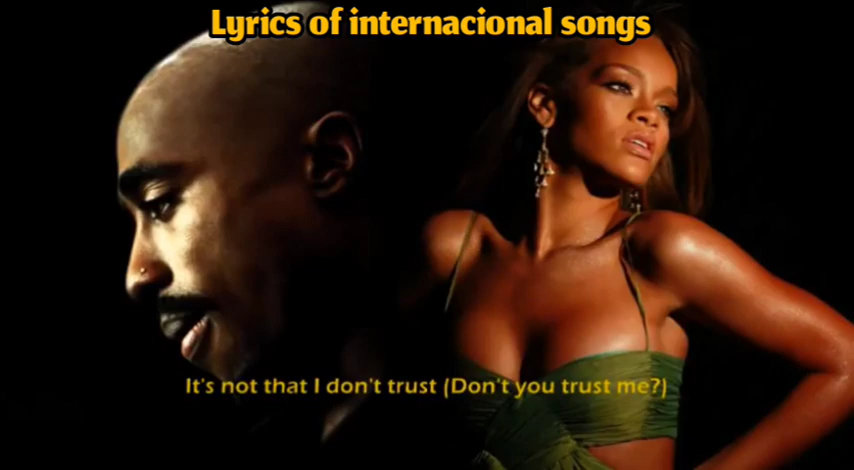 Lyrics of internacional songs
It's not that I don't trust (Don't you trust me?)